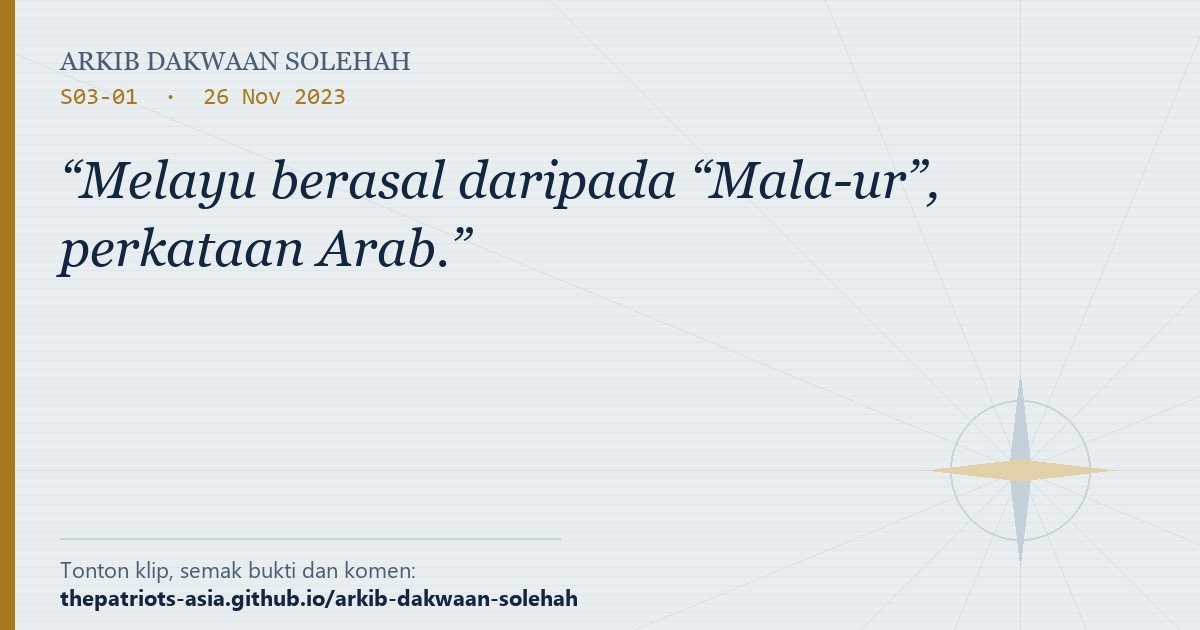 ARKIB DAKWAAN SOLEHAH
S03-01 · 26 Nov 2023
“Melayu berasal daripada “Mala-ur”,
perkataan Arab.”
Tonton klip, semak bukti dan komen:
thepatriots-asia.github.io/arkib-dakwaan-solehah